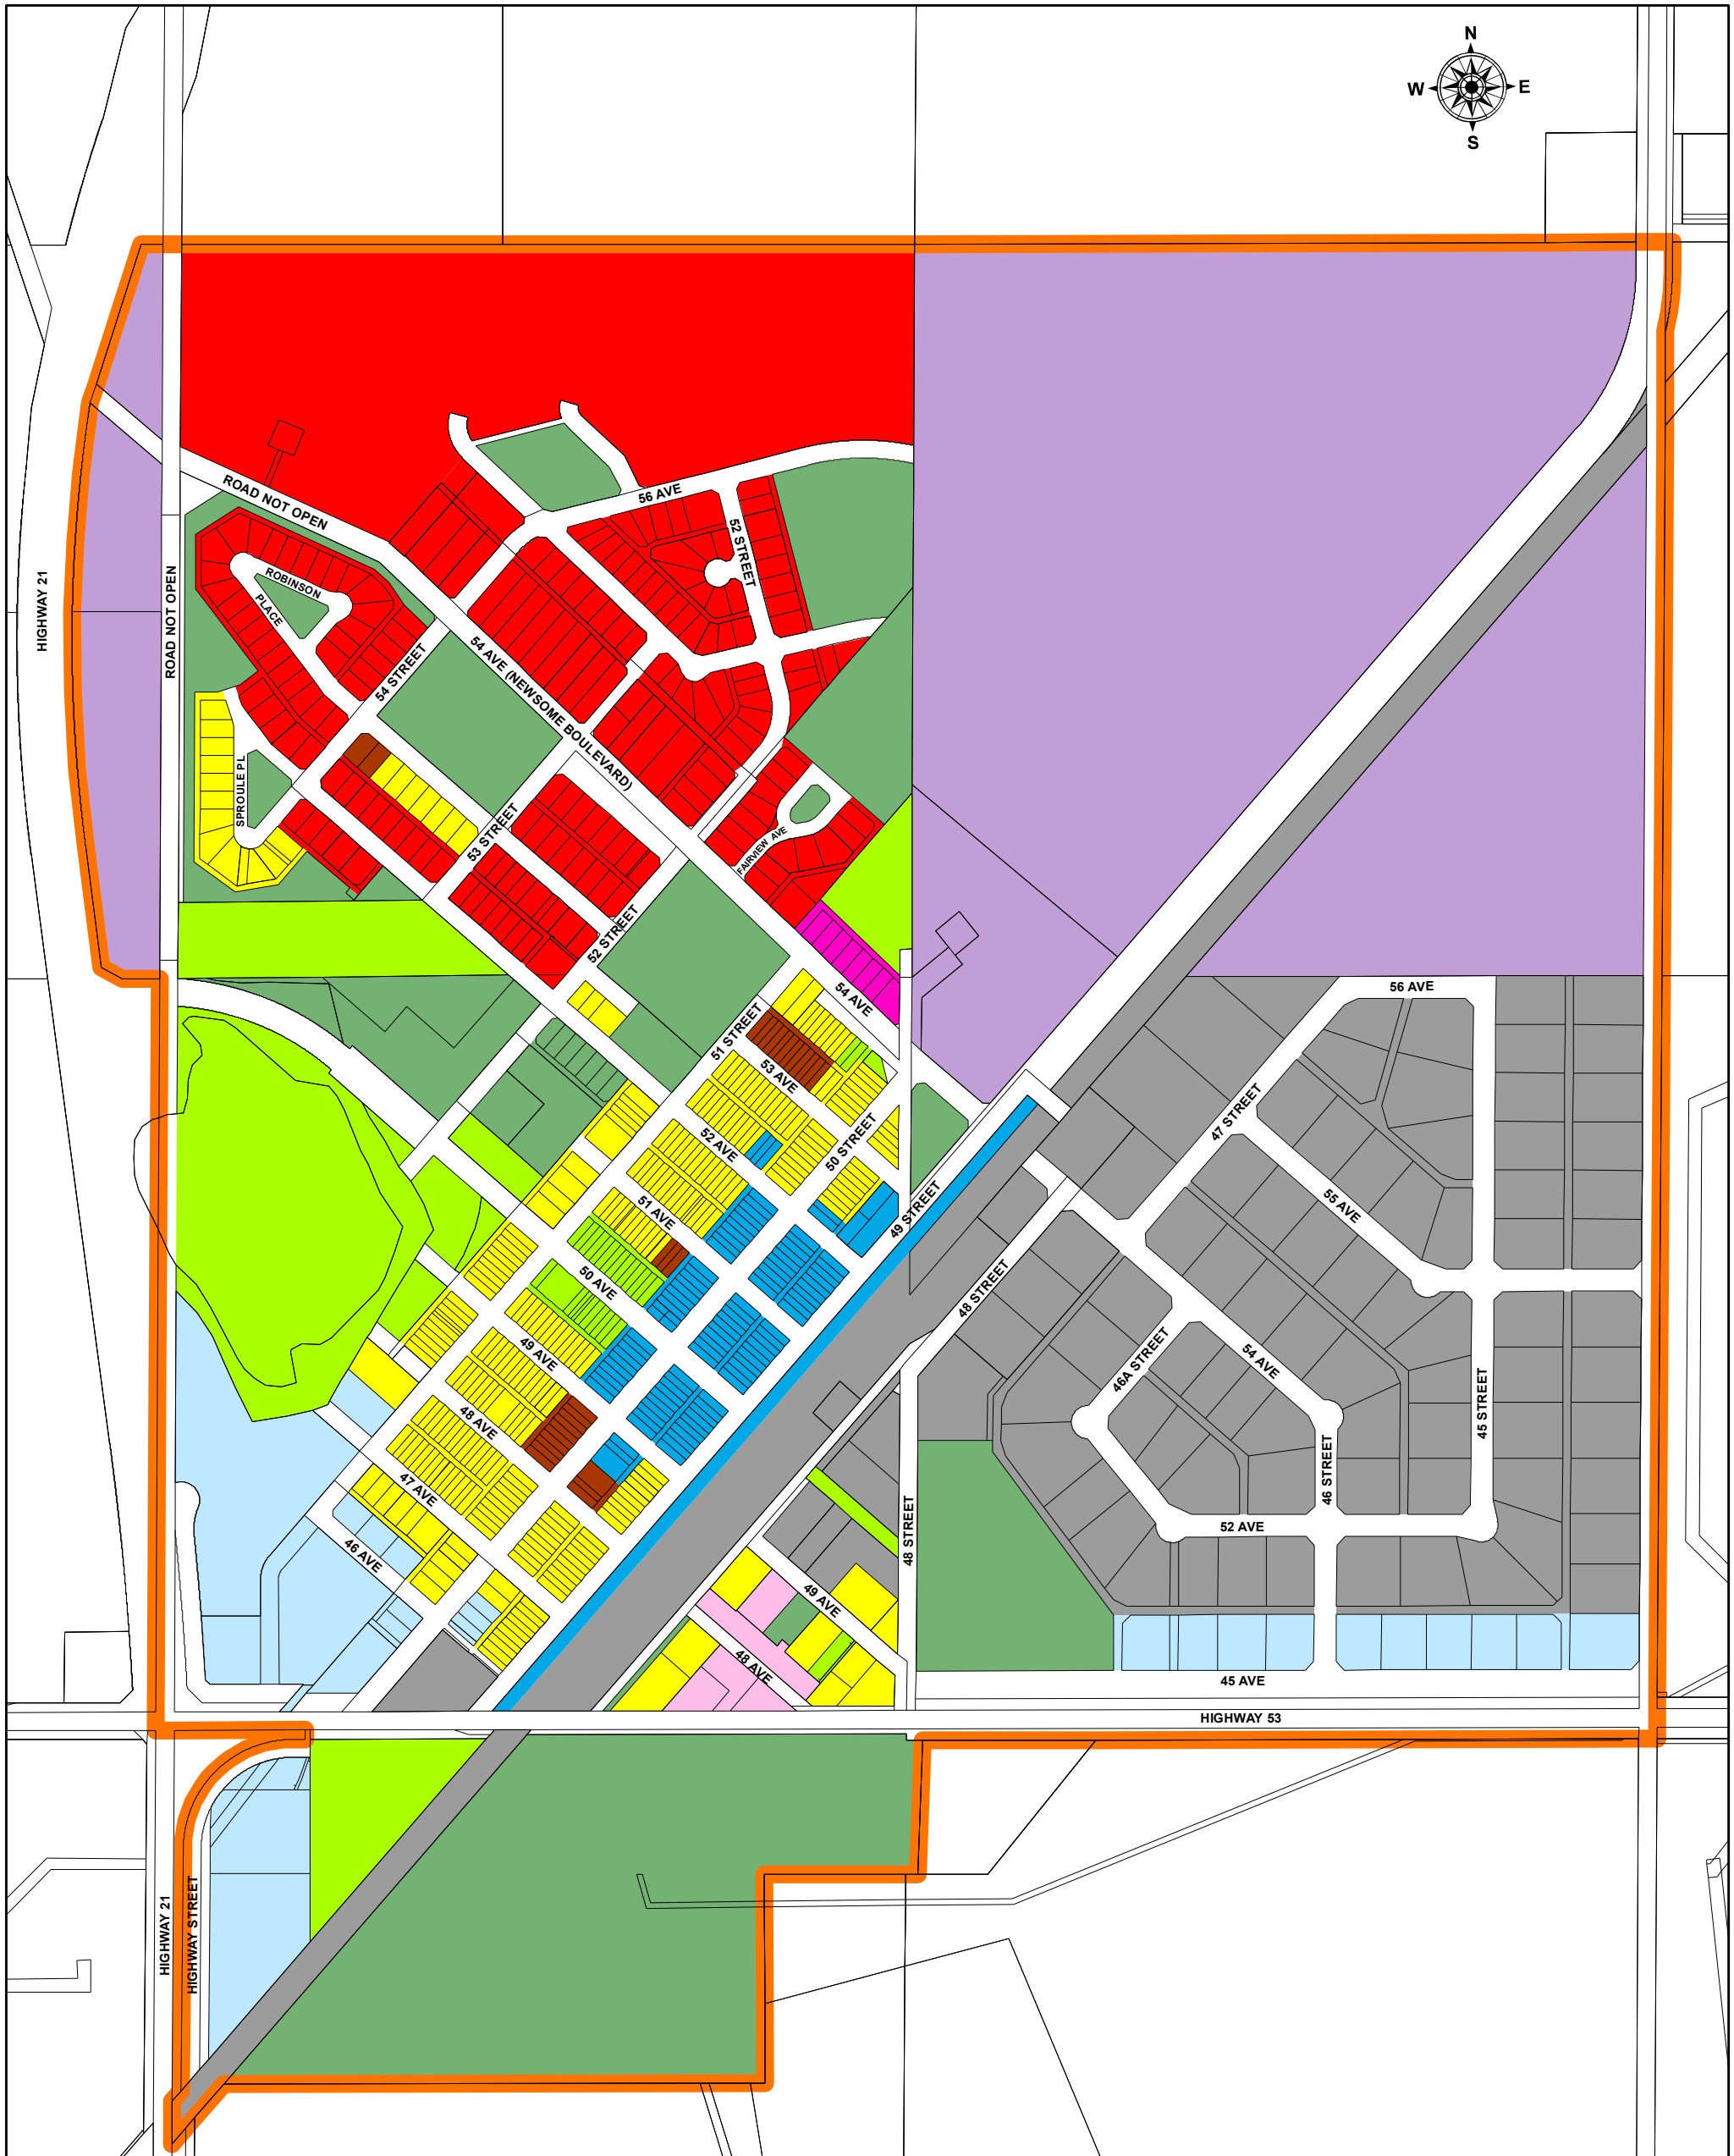 N
W
E
S
HIGHWAY 21
ROAD NOT OPEN
ROAD NOT OPEN
56 AVE
52 STREET
ROBINSON
PLACE
54 STREET
54 AVE (NEWSOME BOULEVARD)
SPROULE PL
53 STREET
FAIRVIEW AVE
52 STREET
54 AVE
51 STREET
53 AVE
56 AVE
52 AVE
50 STREET
47 STREET
51 AVE
49 STREET
55 AVE
50 AVE
48 STREET
49 AVE
46A STREET
54 AVE
48 AVE
45 STREET
47 AVE
46 STREET
46 AVE
48 STREET
52 AVE
49 AVE
48 AVE
45 AVE
HIGHWAY 53
HIGHWAY 21
HIGHWAY STREET